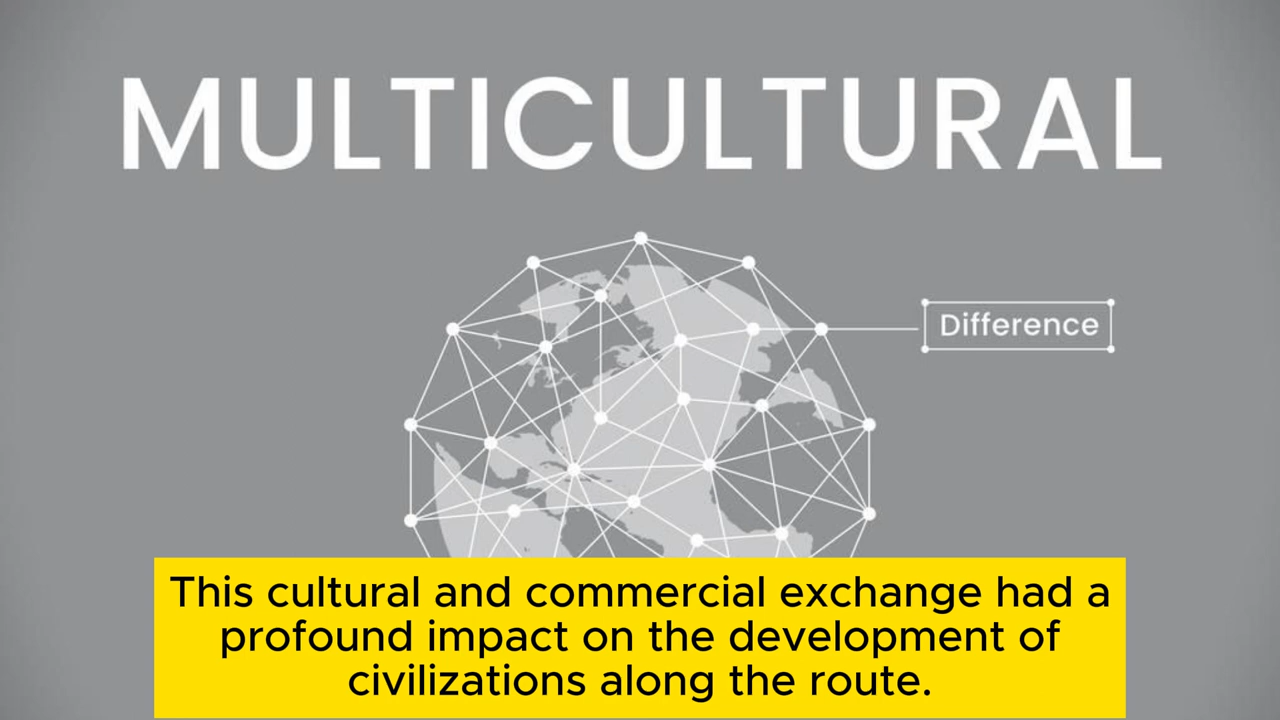 MULTICULTURAL
Difference
This cultural and commercial exchange had a
profound impact on the development of
civilizations along the route.